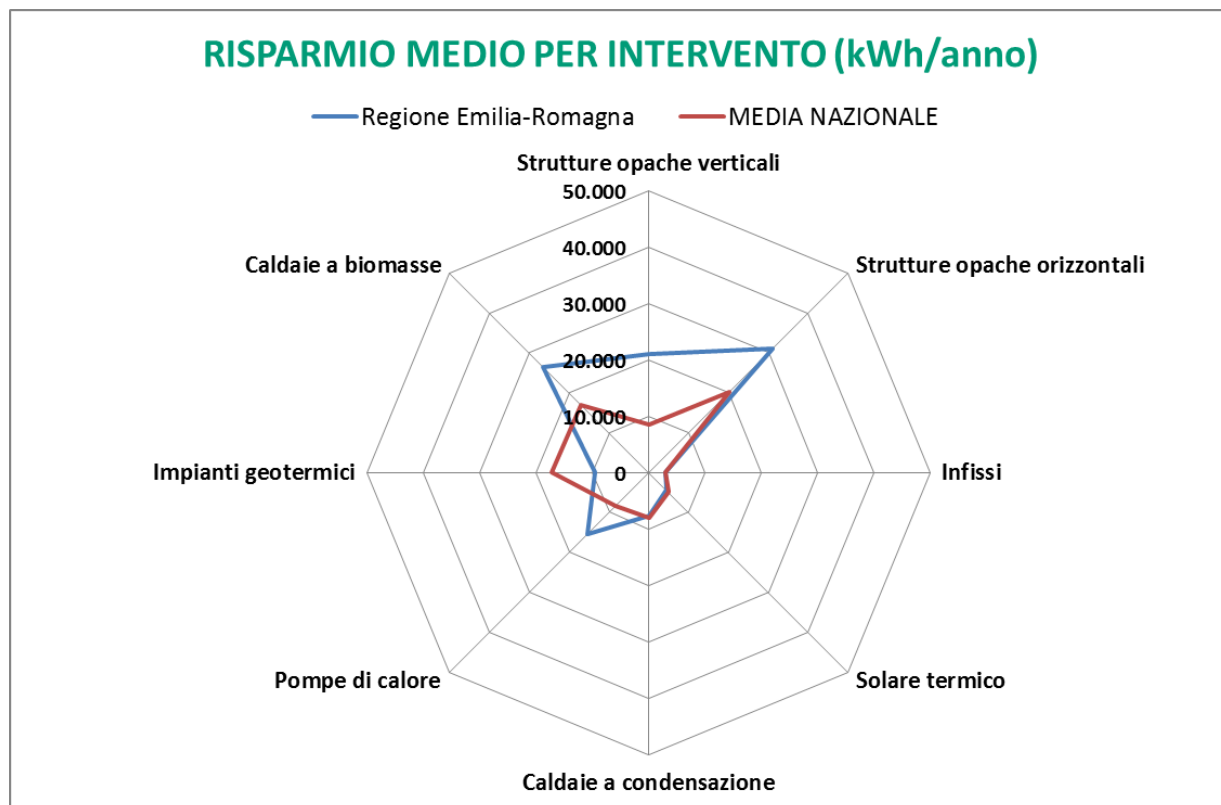 RISPARMIO MEDIO PER INTERVENTO (kWh/anno)
Regione Emilia-Romagna MEDIA NAZIONALE
Strutture opache verticali
50.000
40.000
30.000
20.000
10.000
0
Strutture opache orizzontali
Infissi
Solare termico
Caldaie a condensazione
Pompe di calore
Impianti geotermici
Caldaie a biomasse